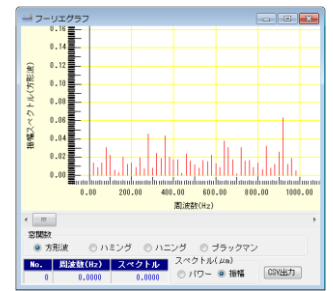 フーリエグラフ
振幅スペクトル(方形波)
0.16
0.14
0.12
0.10
0.08
0.06
0.04
0.02
0.00
0.00 200.00 400.00 600.00 800.00 1000.00
周波数(Hz)
窓関数
方形波 ハミング ハニング ブラックマン
No. 周波数(Hz) スペクトル
0 0.0000 0.0000
スペクトル(μm)
パワー 振幅
CSV出力